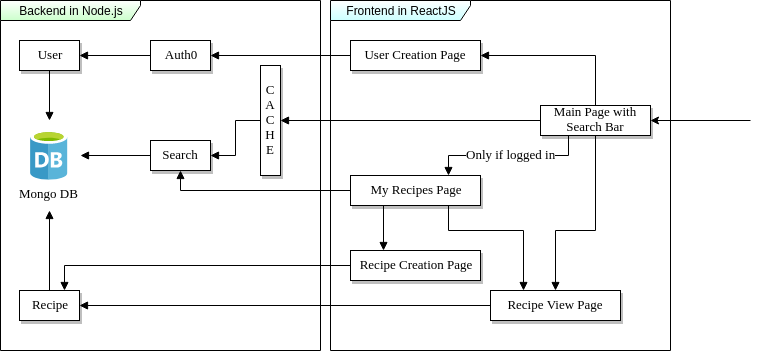 Backend in Node.js
Frontend in ReactJS
User
Auth0
User Creation Page
C
A
C
H
E
Main Page with
Search Bar
DB
Search
Only if logged in
Mongo DB
My Recipes Page
Recipe Creation Page
Recipe
Recipe View Page